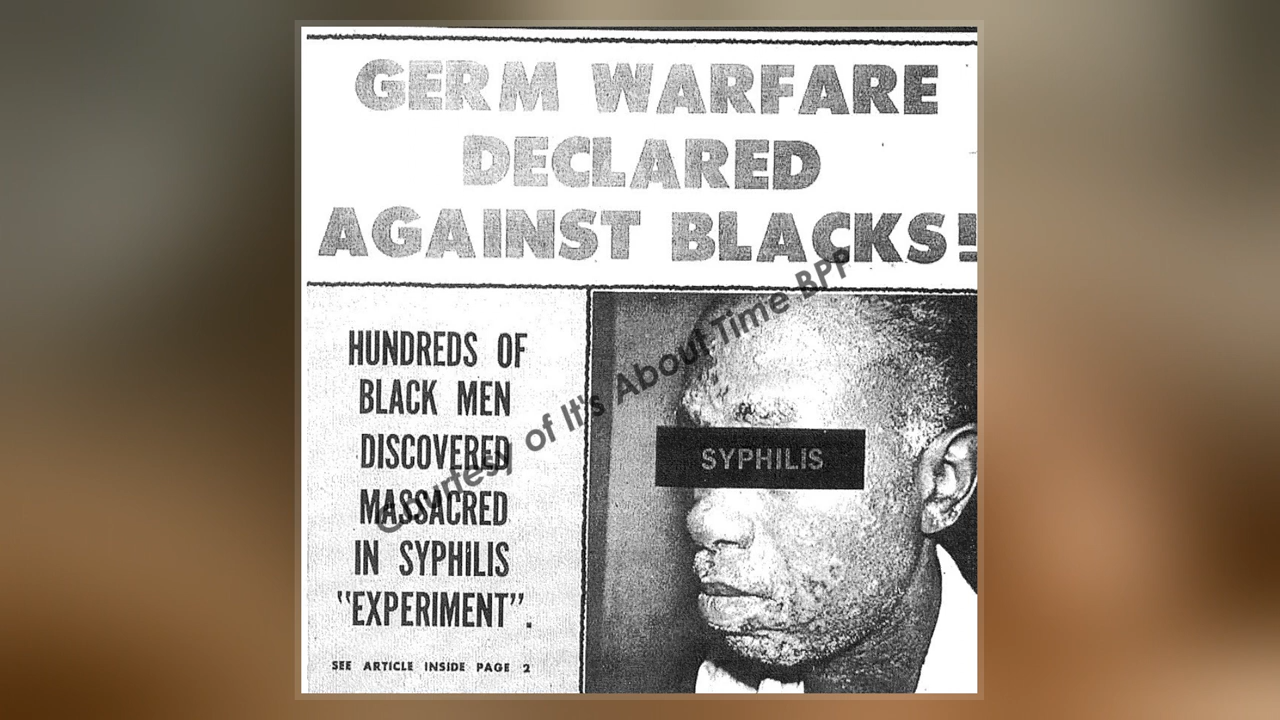 GERM WARFARE
DECLARED
AGAINST BLACKS!
HUNDREDS OF
BLACK MEN
DISCOVERED
MASSACRED
IN SYPHILIS
"EXPERIMENT".
SEE ARTICLE INSIDE PAGE 2
SYPHILIS
Courtesy of It's About Time BPP